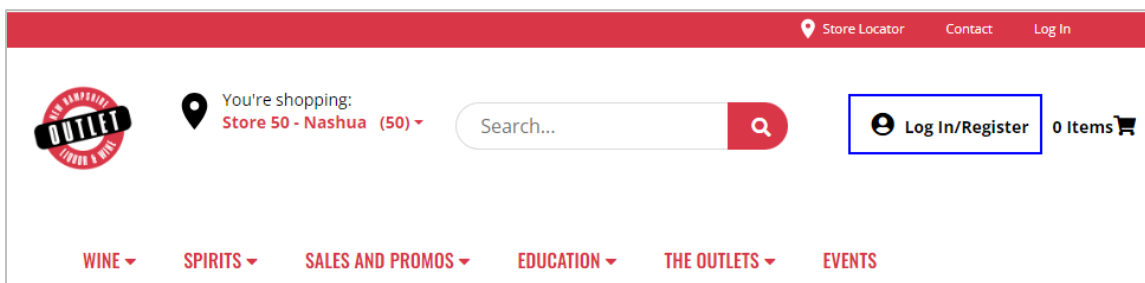 Store Locator Contact Log In
NEW HAMPSHIRE
OUTLET
LIQUOR & WINE
You're shopping:
Store 50 - Nashua (50)
Search...
Log In/Register
0 Items
WINE SPIRITS SALES AND PROMOS EDUCATION THE OUTLETS EVENTS